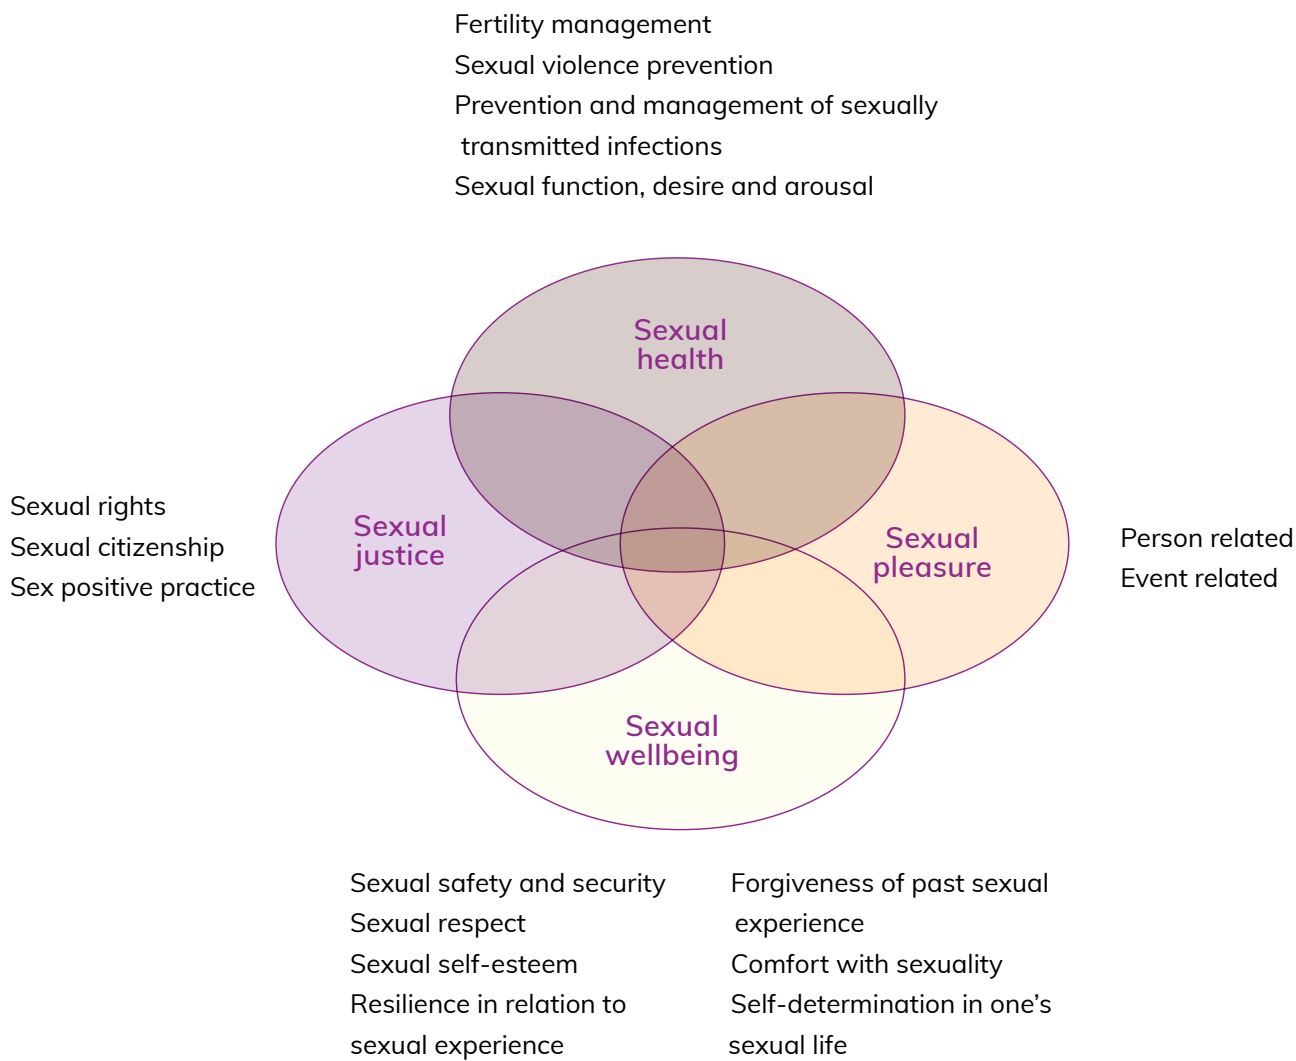 Fertility management
Sexual violence prevention
Prevention and management of sexually
transmitted infections
Sexual function, desire and arousal
Sexual
health
Sexual rights
Sexual citizenship
Sex positive practice
Sexual
justice
Sexual
pleasure
Person related
Event related
Sexual
wellbeing
Sexual safety and security
Sexual respect
Sexual self-esteem
Resilience in relation to
sexual experience
Forgiveness of past sexual
experience
Comfort with sexuality
Self-determination in one’s
sexual life